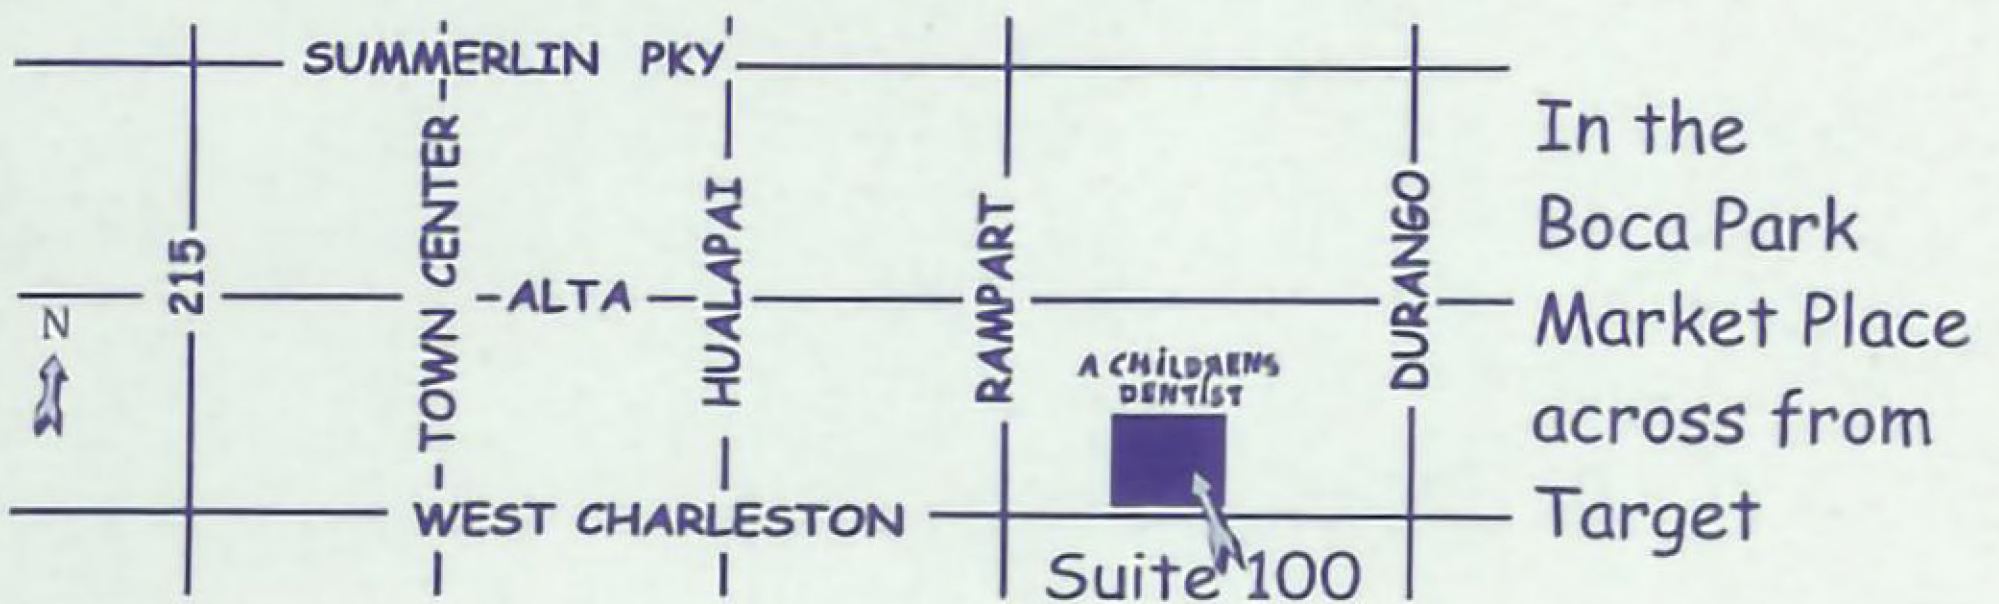 SUMMERLIN PKY
215
TOWN CENTER
ALTA
HUALAPAI
RAMPART
DURANGO
N
A CHILDRENS
DENTIST
WEST CHARLESTON
Suite 100
In the
Boca Park
Market Place
across from
Target